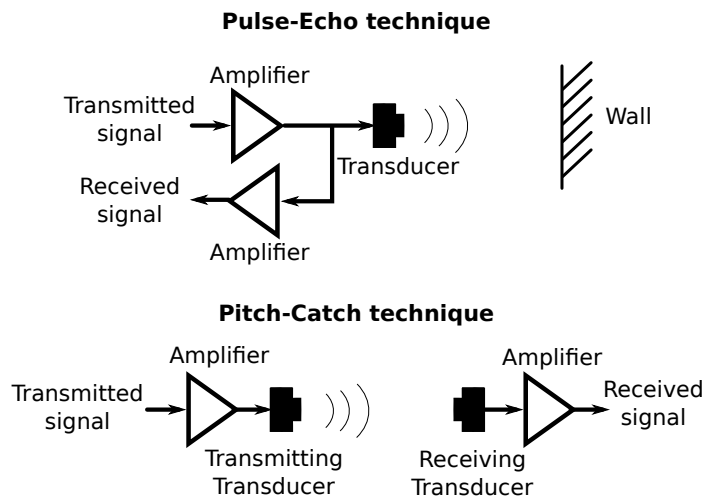 Pulse-Echo technique
Amplifier
Transmitted
signal
Wall
Transducer
Received
signal
Amplifier
Pitch-Catch technique
Amplifier
Amplifier
Transmitted
signal
Received
signal
Transmitting
Transducer
Receiving
Transducer